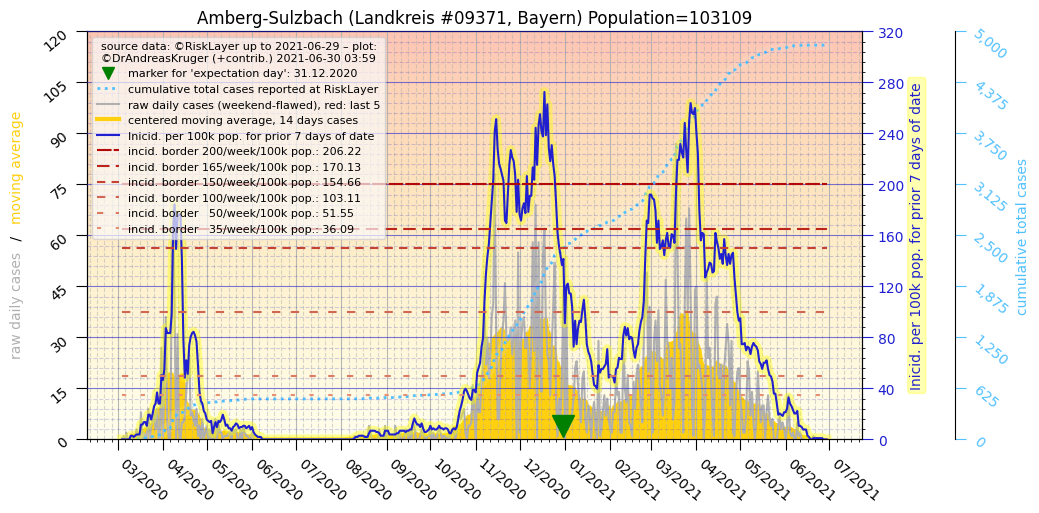 Amberg-Sulzbach (Landkreis #09371, Bayern) Population=103109
source data: ©RiskLayer up to 2021-06-29 – plot:
©DrAndreasKruger (+contrib.) 2021-06-30 03:59
marker for 'expectation day': 31.12.2020
cumulative total cases reported at RiskLayer
raw daily cases (weekend-flawed), red: last 5
centered moving average, 14 days cases
Inicid. per 100k pop. for prior 7 days of date
incid. border 200/week/100k pop.: 206.22
incid. border 165/week/100k pop.: 170.13
incid. border 150/week/100k pop.: 154.66
incid. border 100/week/100k pop.: 103.11
incid. border 50/week/100k pop.: 51.55
incid. border 35/week/100k pop.: 36.09
raw daily cases / moving average
120
105
90
75
60
45
30
15
0
320
280
240
200
160
120
80
40
0
Inicid. per 100k pop. for prior 7 days of date
5,000
4,375
3,750
3,125
2,500
1,875
1,250
625
0
cumulative total cases
03/2020
04/2020
05/2020
06/2020
07/2020
08/2020
09/2020
10/2020
11/2020
12/2020
01/2021
02/2021
03/2021
04/2021
05/2021
06/2021
07/2021